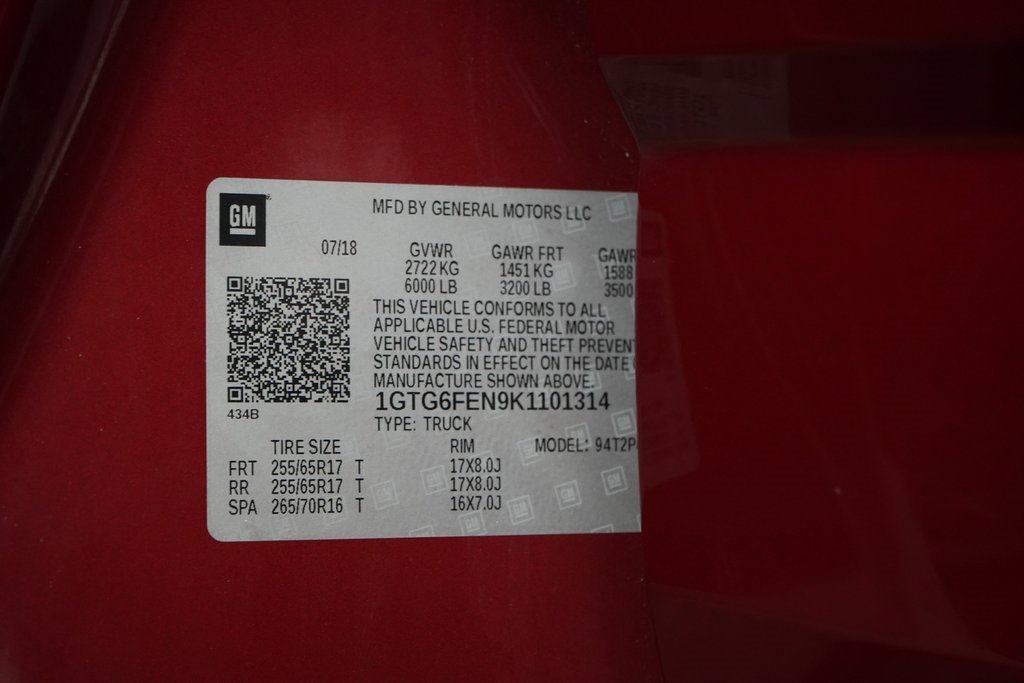 GM
MFD BY GENERAL MOTORS LLC
07/18 GVWR GAWR FRT GAWR
2722 KG 1451 KG 1588
6000 LB 3200 LB 3500
THIS VEHICLE CONFORMS TO ALL
APPLICABLE U.S. FEDERAL MOTOR
VEHICLE SAFETY AND THEFT PREVENT
STANDARDS IN EFFECT ON THE DATE
MANUFACTURE SHOWN ABOVE.
1GTG6FEN9K1101314
434B
TYPE: TRUCK
TIRE SIZE RIM MODEL: 94T2P
FRT 255/65R17 T 17X8.0J
RR 255/65R17 T 17X8.0J
SPA 265/70R16 T 16X7.0J